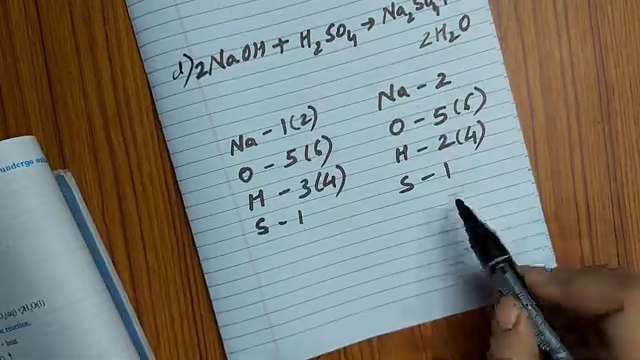 d) 2NaOH + H₂SO₄ → Na₂SO₄ +
2H₂O
Na - 1(2)
O - 5(6)
H - 3(4)
S - 1
Na - 2
O - 5(6)
H - 2(4)
S - 1
undergo